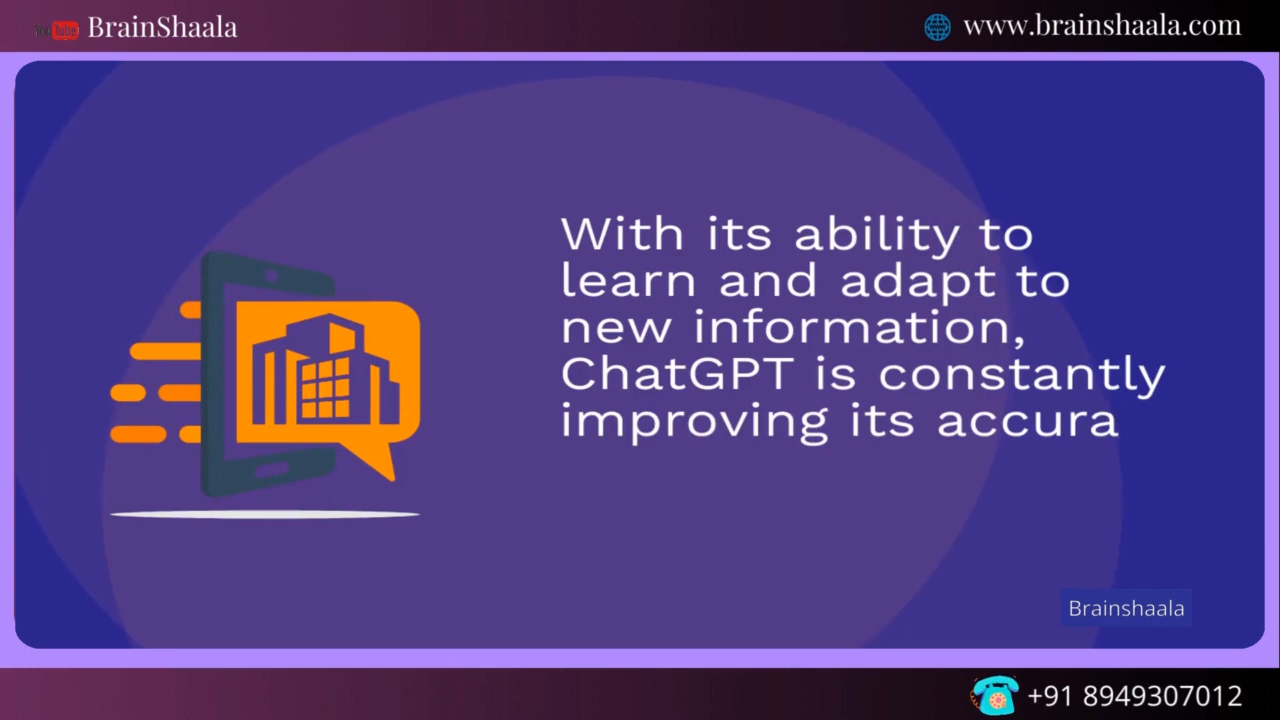 YouTube BrainShaala
www.brainshaala.com
With its ability to
learn and adapt to
new information,
ChatGPT is constantly
improving its accura
Brainshaala
+91 8949307012